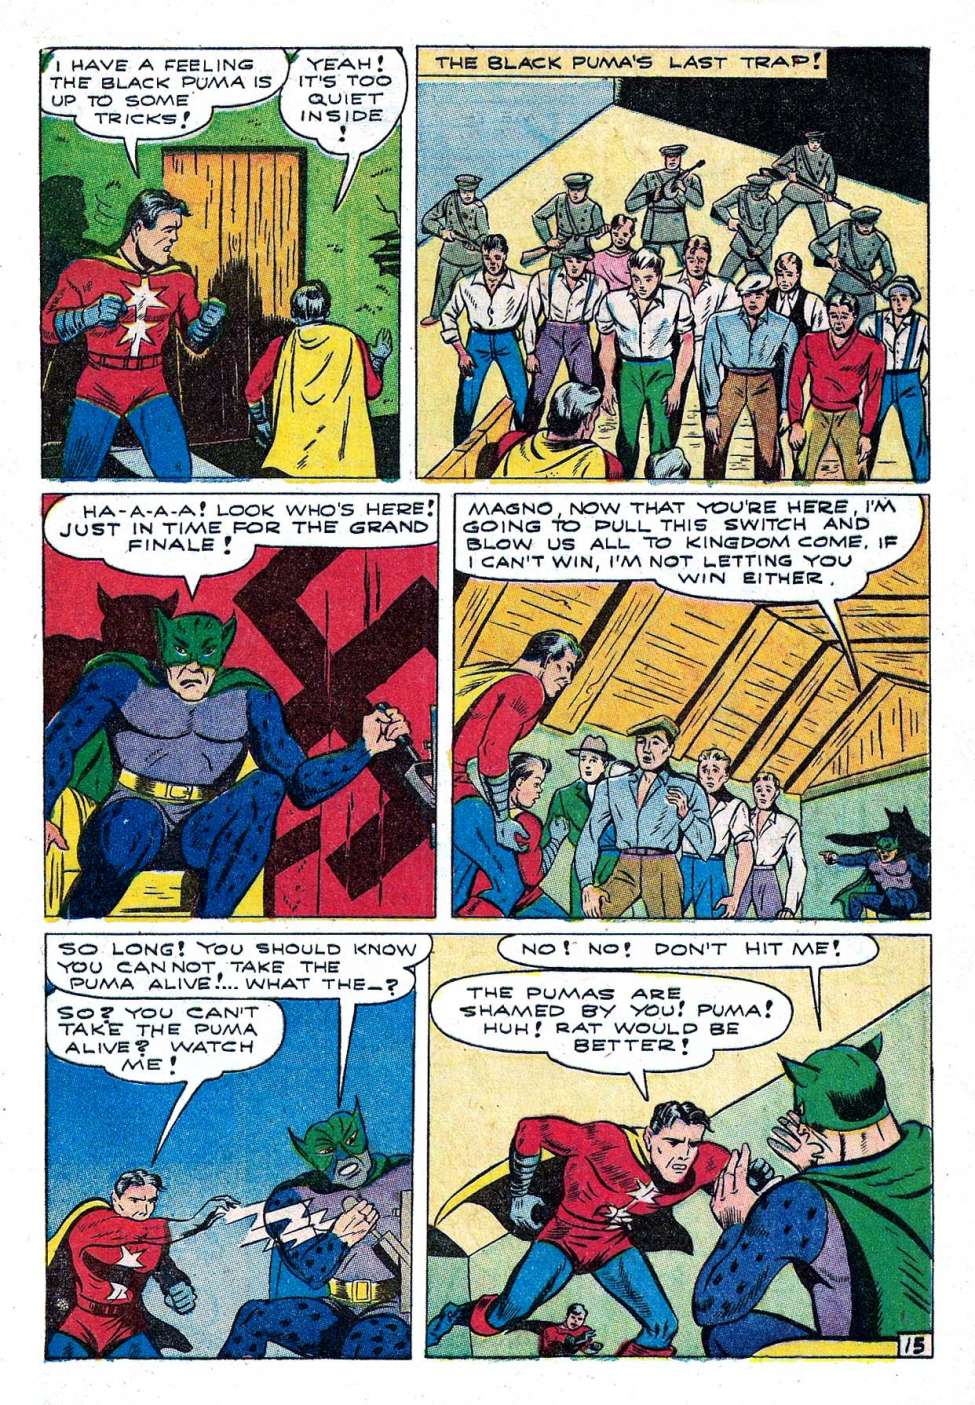 I HAVE A FEELING
THE BLACK PUMA IS
UP TO SOME
TRICKS!
YEAH!
IT'S TOO
QUIET
INSIDE
!
THE BLACK PUMA'S LAST TRAP!
HA-A-A-A! LOOK WHO'S HERE!
JUST IN TIME FOR THE GRAND
FINALE!
MAGNO, NOW THAT YOU'RE HERE, I'M
GOING TO PULL THIS SWITCH AND
BLOW US ALL TO KINGDOM COME. IF
I CAN'T WIN, I'M NOT LETTING YOU
WIN EITHER.
SO LONG! YOU SHOULD KNOW
YOU CANNOT TAKE THE
PUMA ALIVE!... WHAT THE-?
SO? YOU CAN'T
TAKE THE PUMA
ALIVE? WATCH
ME!
NO! NO! DON'T HIT ME!
THE PUMAS ARE
SHAMED BY YOU! PUMA!
HUH! RAT WOULD BE
BETTER!
15